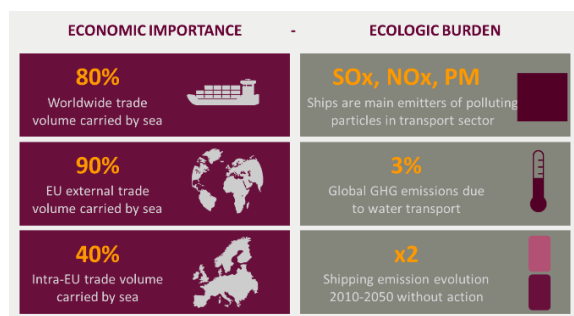 ECONOMIC IMPORTANCE - ECOLOGIC BURDEN
80%
Worldwide trade
volume carried by sea
SOx, NOx, PM
Ships are main emitters of polluting
particles in transport sector
90%
EU external trade
volume carried by sea
3%
Global GHG emissions due
to water transport
40%
Intra-EU trade volume
carried by sea
x2
Shipping emission evolution
2010-2050 without action